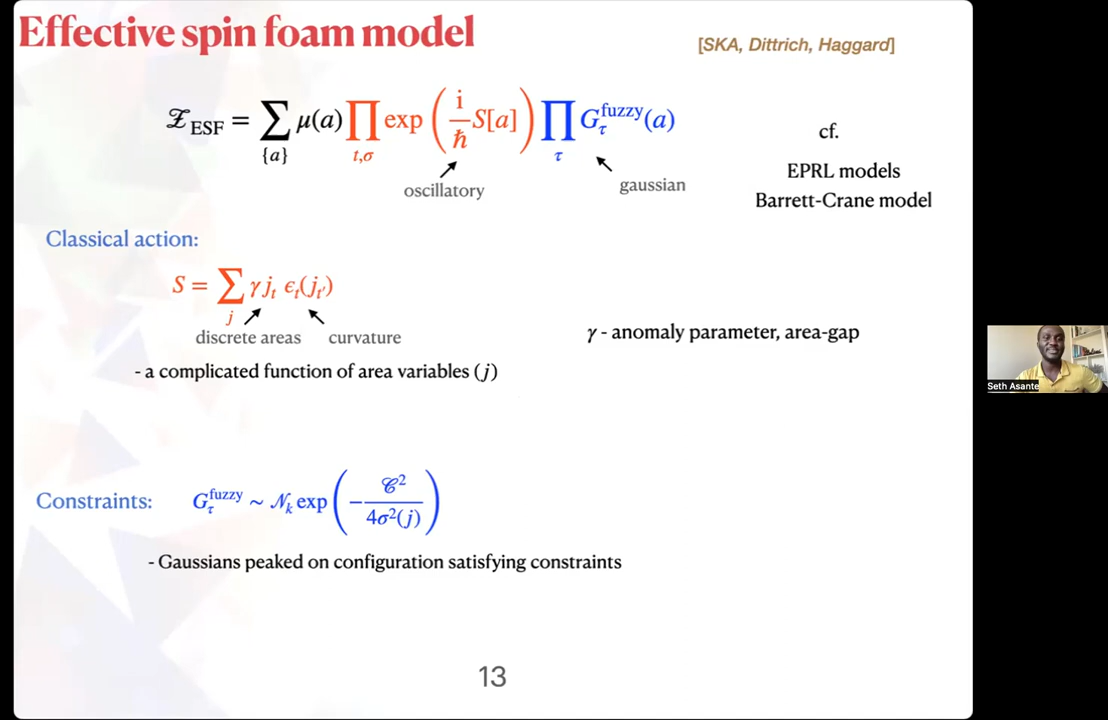 Effective spin foam model
[SKA, Dittrich, Haggard]
𝒵_ESF = ∑_{a} μ(a) ∏_{t,σ} exp ( i/ħ S[a] ) ∏_τ G_τ^fuzzy (a)
oscillatory
gaussian
cf.
EPRL models
Barrett-Crane model
Classical action:
S = ∑_j γ j_t ϵ_t(j_t')
discrete areas
curvature
γ - anomaly parameter, area-gap
- a complicated function of area variables (j)
Constraints: G_τ^fuzzy ~ 𝒩_k exp ( - 𝒞² / 4σ²(j) )
- Gaussians peaked on configuration satisfying constraints
13
Seth Asante